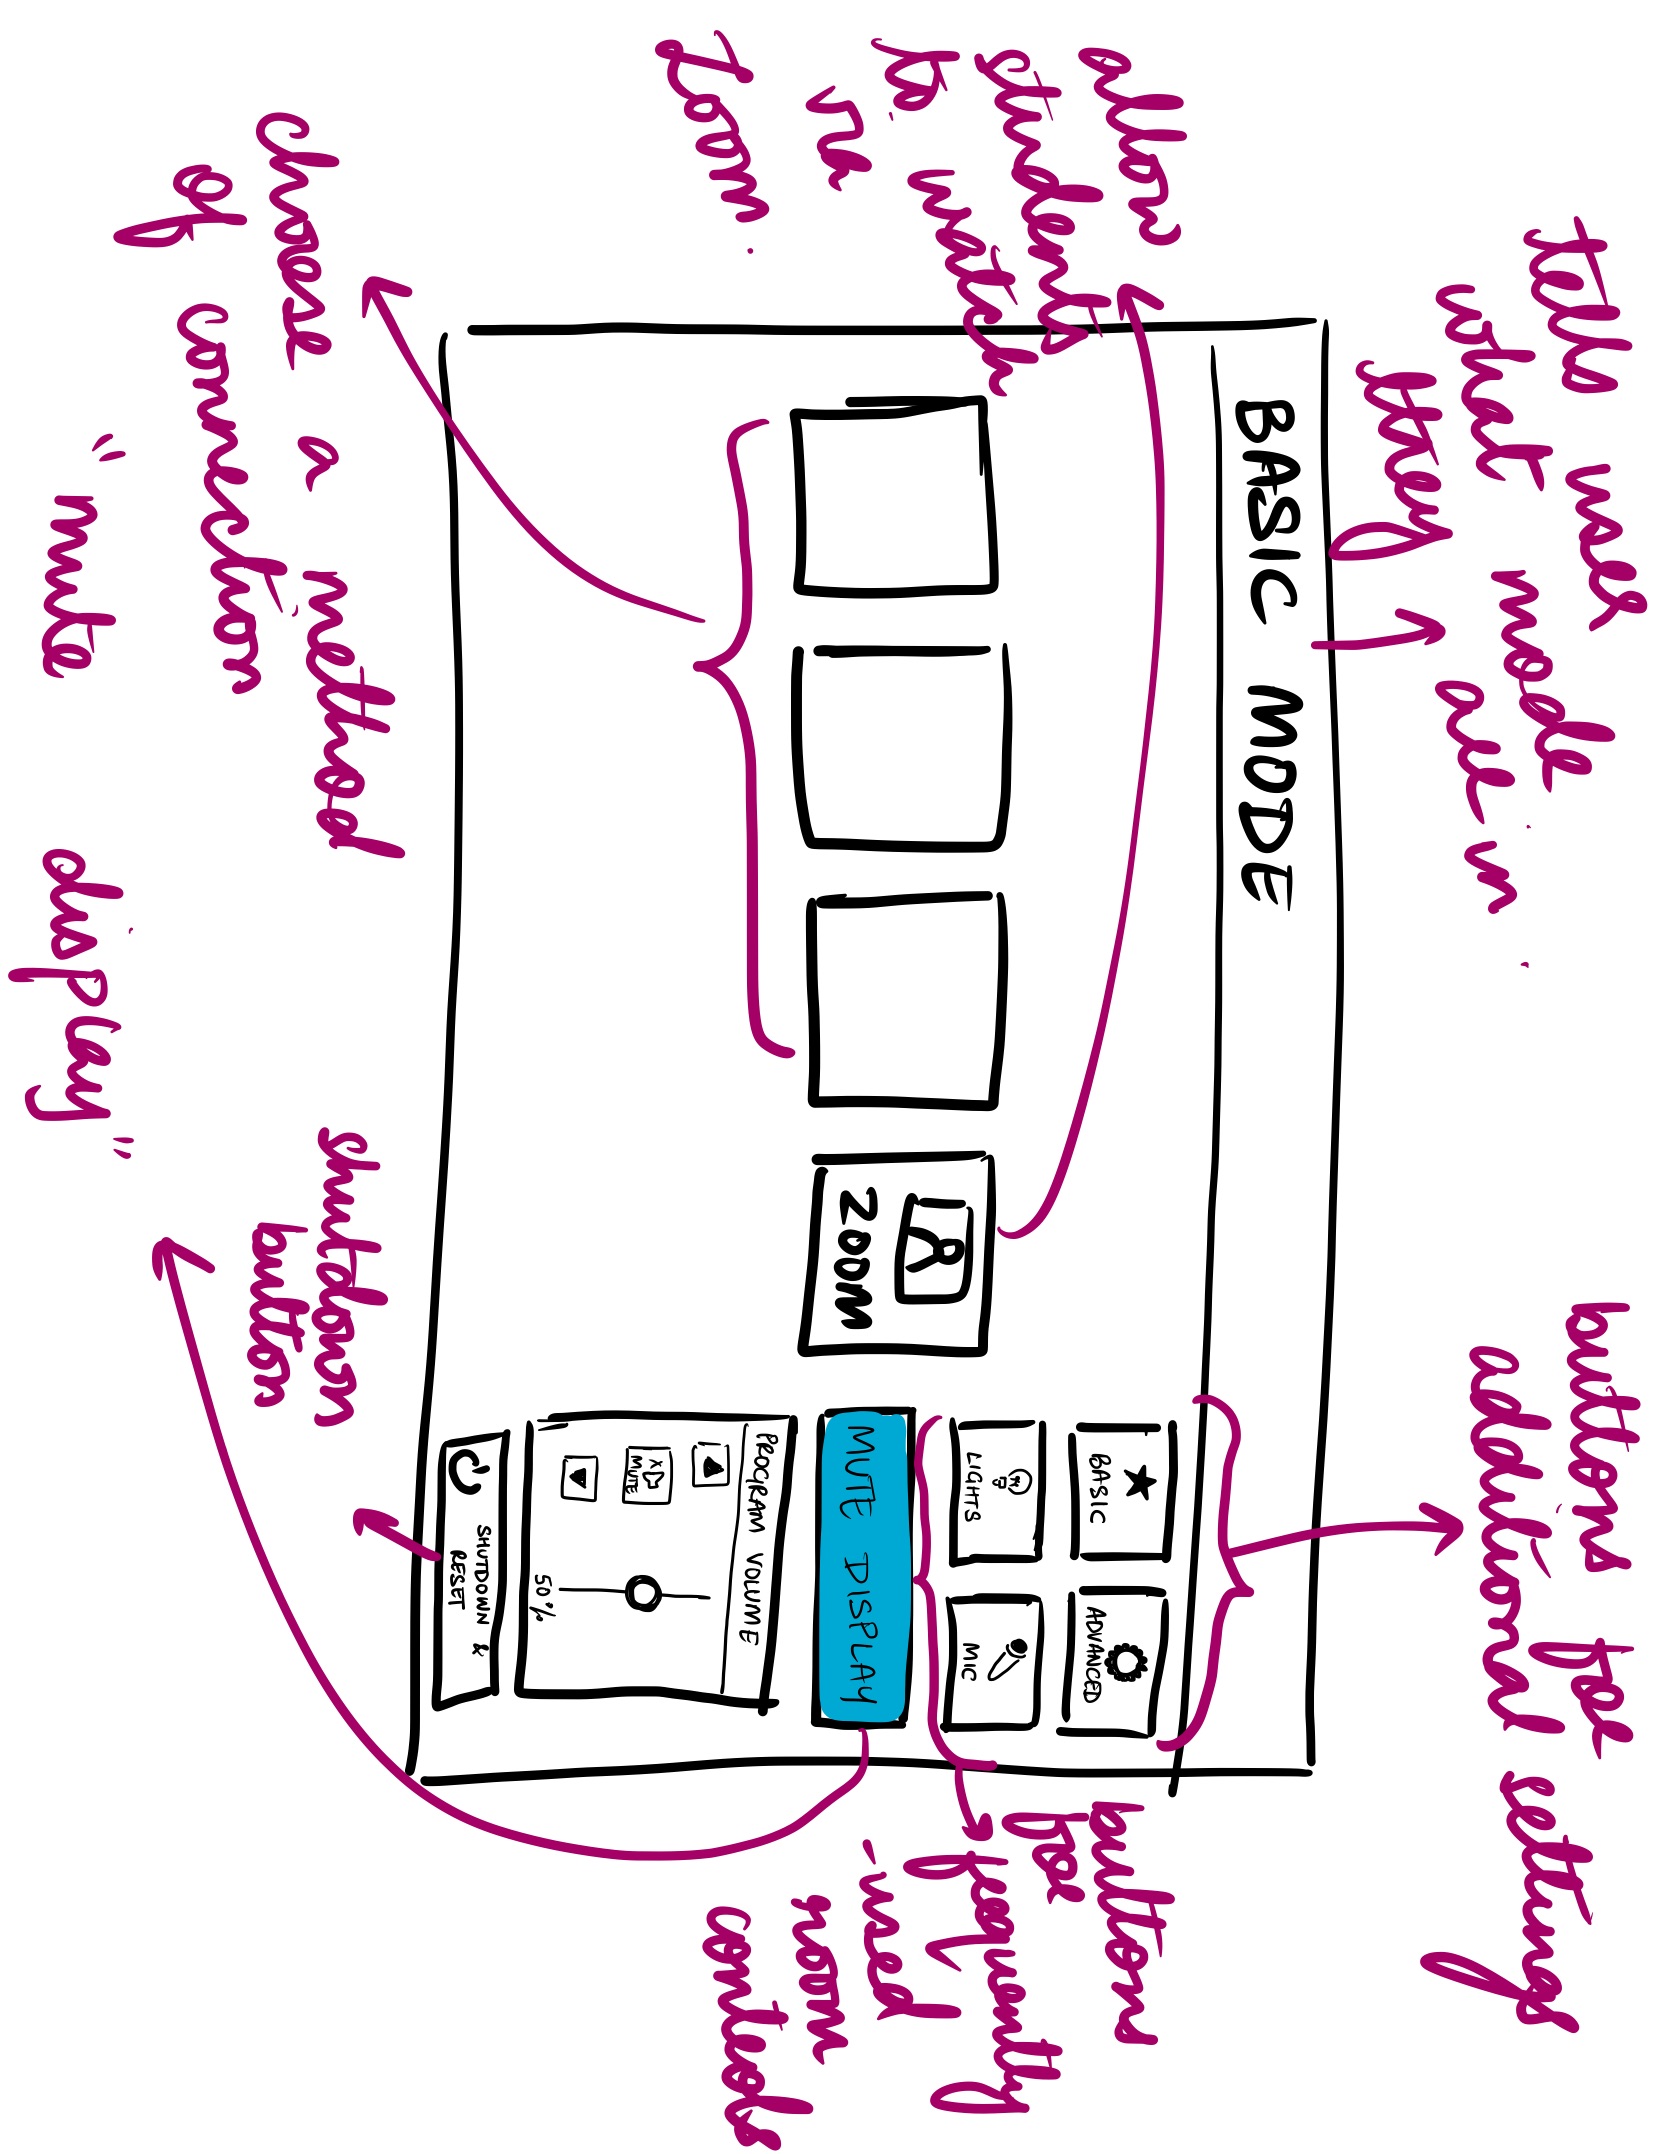 tells user
what mode
they are in.
buttons for
additional settings
allow
students
to watch
via
zoom.
BASIC MODE
BASIC
ADVANCED
LIGHTS
MIC
ZOOM
MUTE DISPLAY
PROGRAM VOLUME
MUTE
50%
SHUTDOWN &
RESET
buttons
for
frequently
-used
room
controls
choose a method
of connection
shutdown
button
"mute display"